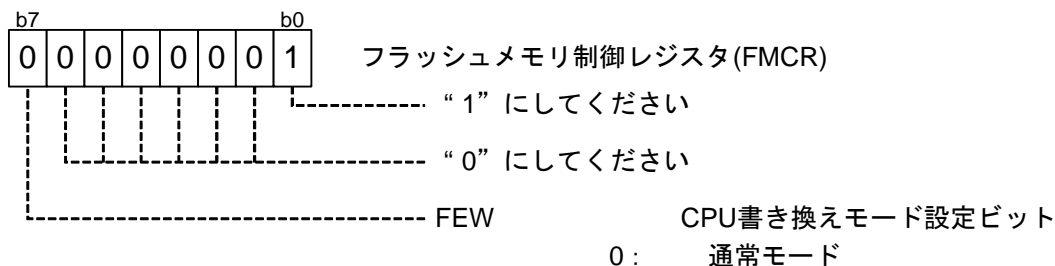 b7 b0
0 0 0 0 0 0 0 1 フラッシュメモリ制御レジスタ(FMCR)
“1”にしてください
“0”にしてください
FEW CPU書き換えモード設定ビット
0 : 通常モード